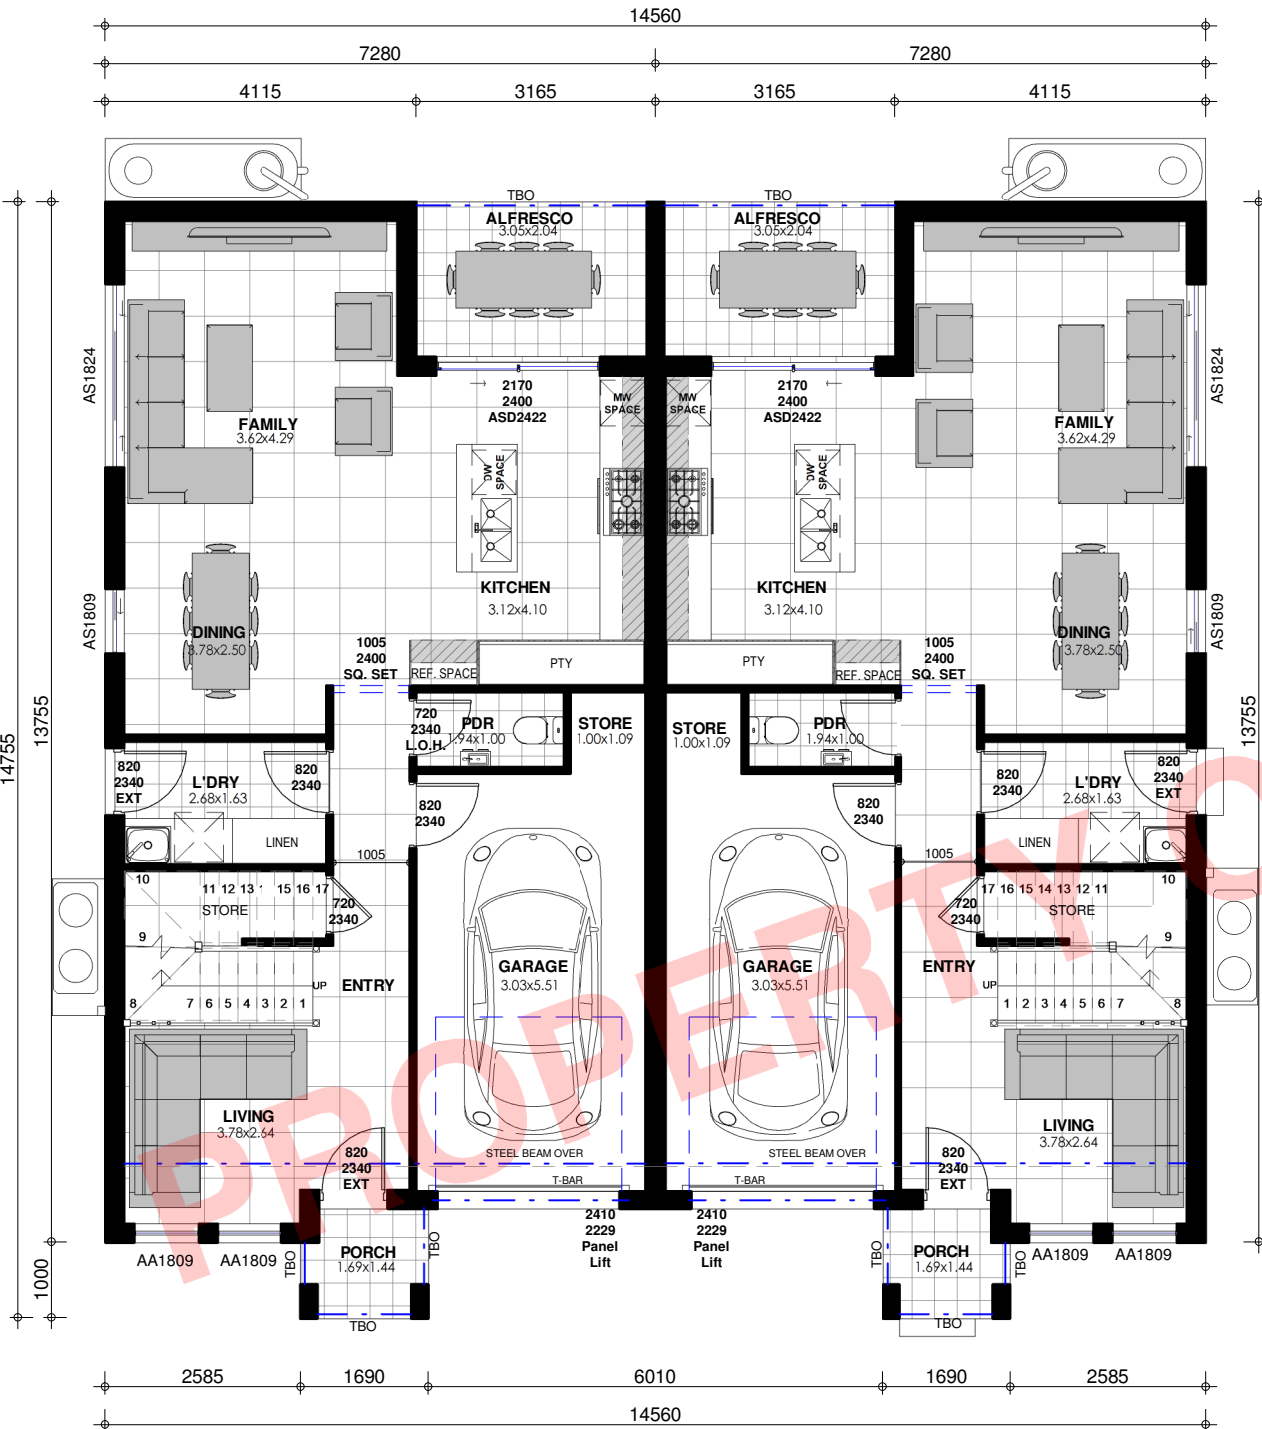 14560
7280 7280
4115 3165 3165 4115
TBO TBO
ALFRESCO
3.05x2.04
ALFRESCO
3.05x2.04
AS1824
AS1824
2170
2400
ASD2422
MW
SPACE
MW
SPACE
2170
2400
ASD2422
FAMILY
3.62x4.29
FAMILY
3.62x4.29
DW
SPACE
DW
SPACE
KITCHEN
3.12x4.10
KITCHEN
3.12x4.10
AS1809
AS1809
DINING
3.78x2.50
DINING
3.78x2.50
1005
2400
SQ. SET
REF. SPACE
PTY
PTY
REF. SPACE
1005
2400
SQ. SET
14755
13755
13755
720
2340
L.O.H.
PDR
1.94x1.00
STORE
1.00x1.09
STORE
1.00x1.09
PDR
1.94x1.00
820
2340
EXT
L'DRY
2.68x1.63
820
2340
820
2340
820
2340
820
2340
L'DRY
2.68x1.63
820
2340
EXT
LINEN
LINEN
1005
1005
10
11 12 13 15 16 17
STORE
720
2340
9
8 7 6 5 4 3 2 1
UP
ENTRY
17 16 15 14 13 12 11
10
STORE
720
2340
9
UP
1 2 3 4 5 6 7 8
ENTRY
GARAGE
3.03x5.51
GARAGE
3.03x5.51
LIVING
3.78x2.64
LIVING
3.78x2.64
820
2340
EXT
STEEL BEAM OVER
STEEL BEAM OVER
820
2340
EXT
T-BAR
T-BAR
2410
2229
Panel
Lift
2410
2229
Panel
Lift
AA1809 AA1809
TBO
PORCH
1.69x1.44
TBO
TBO
TBO
PORCH
1.69x1.44
TBO
TBO
AA1809 AA1809
1000
2585 1690 6010 1690 2585
14560
PROPERTY